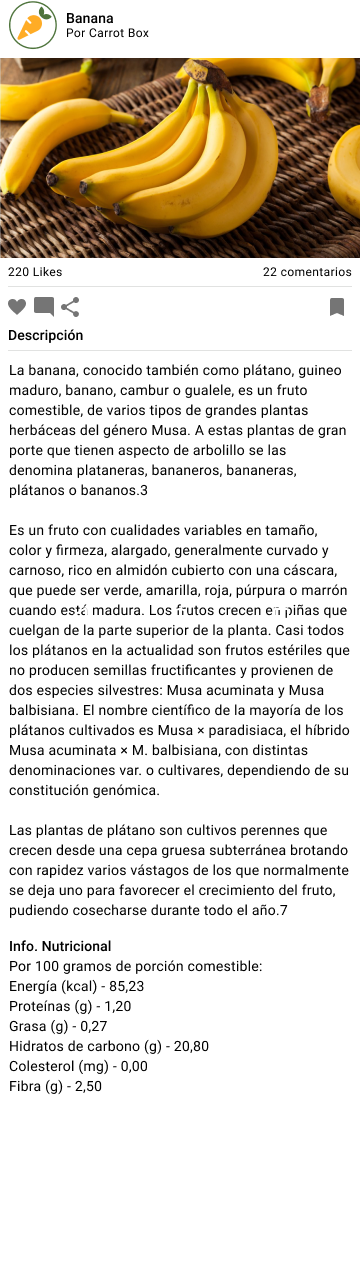 Banana
Por Carrot Box
220 Likes
22 comentarios
Descripción
La banana, conocido también como plátano, guineo
maduro, banano, cambur o gualele, es un fruto
comestible, de varios tipos de grandes plantas
herbáceas del género Musa. A estas plantas de gran
porte que tienen aspecto de arbolillo se las
denomina plataneras, bananeros, bananeras,
plátanos o bananos.3
Es un fruto con cualidades variables en tamaño,
color y firmeza, alargado, generalmente curvado y
carnoso, rico en almidón cubierto con una cáscara,
que puede ser verde, amarilla, roja, púrpura o marrón
cuando está madura. Los frutos crecen en piñas que
cuelgan de la parte superior de la planta. Casi todos
los plátanos en la actualidad son frutos estériles que
no producen semillas fructificantes y provienen de
dos especies silvestres: Musa acuminata y Musa
balbisiana. El nombre científico de la mayoría de los
plátanos cultivados es Musa × paradisiaca, el híbrido
Musa acuminata × M. balbisiana, con distintas
denominaciones var. o cultivares, dependiendo de su
constitución genómica.
Las plantas de plátano son cultivos perennes que
crecen desde una cepa gruesa subterránea brotando
con rapidez varios vástagos de los que normalmente
se deja uno para favorecer el crecimiento del fruto,
pudiendo cosecharse durante todo el año.7
Info. Nutricional
Por 100 gramos de porción comestible:
Energía (kcal) - 85,23
Proteínas (g) - 1,20
Grasa (g) - 0,27
Hidratos de carbono (g) - 20,80
Colesterol (mg) - 0,00
Fibra (g) - 2,50